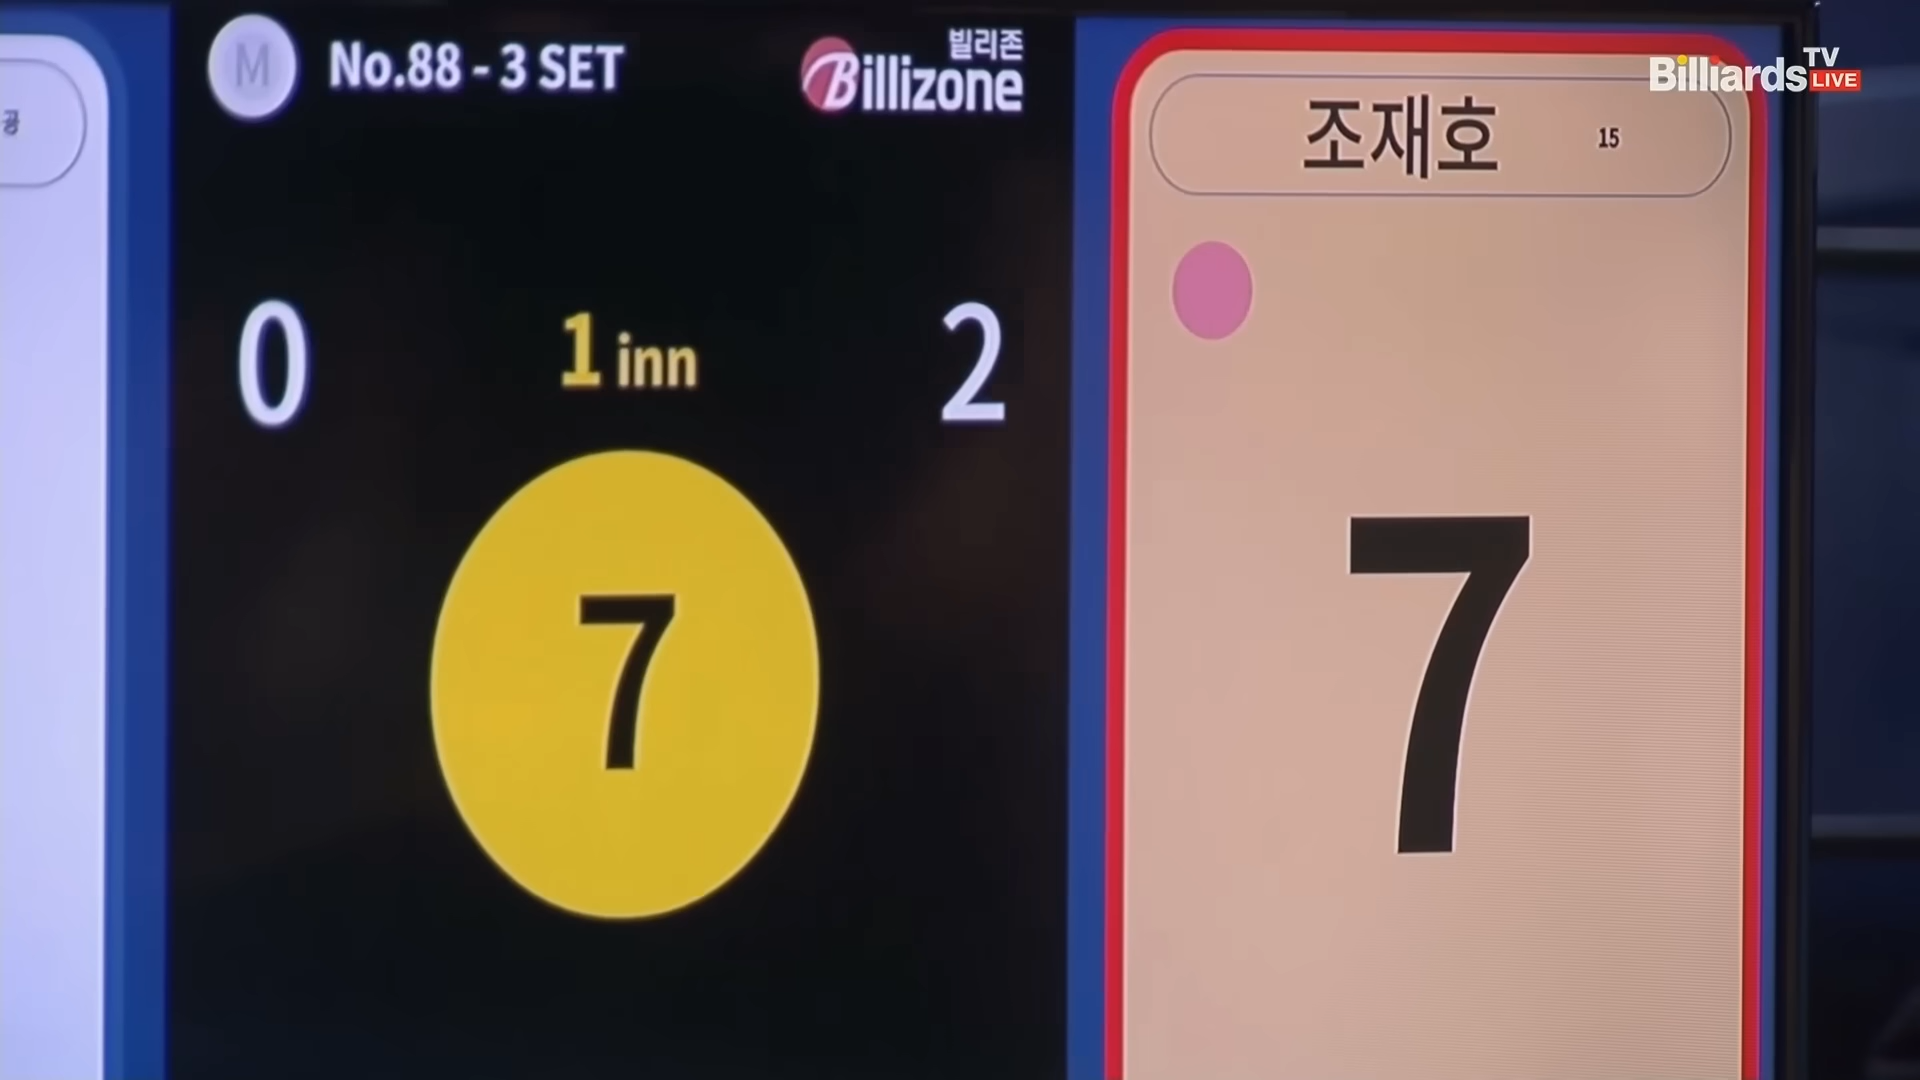 공
M
No.88 - 3 SET
빌리존
Billizone
조재호
15
Billiards TV
LIVE
0
1 inn
2
7
7